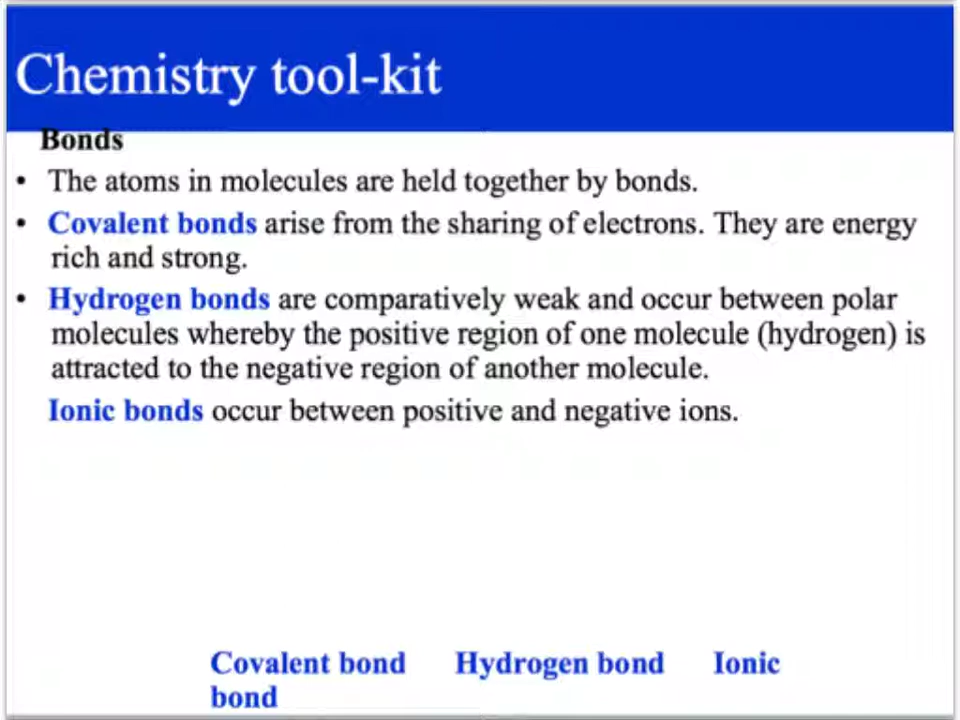 Chemistry tool-kit
Bonds
• The atoms in molecules are held together by bonds.
• Covalent bonds arise from the sharing of electrons. They are energy
rich and strong.
• Hydrogen bonds are comparatively weak and occur between polar
molecules whereby the positive region of one molecule (hydrogen) is
attracted to the negative region of another molecule.
Ionic bonds occur between positive and negative ions.
Covalent bond Hydrogen bond Ionic
bond